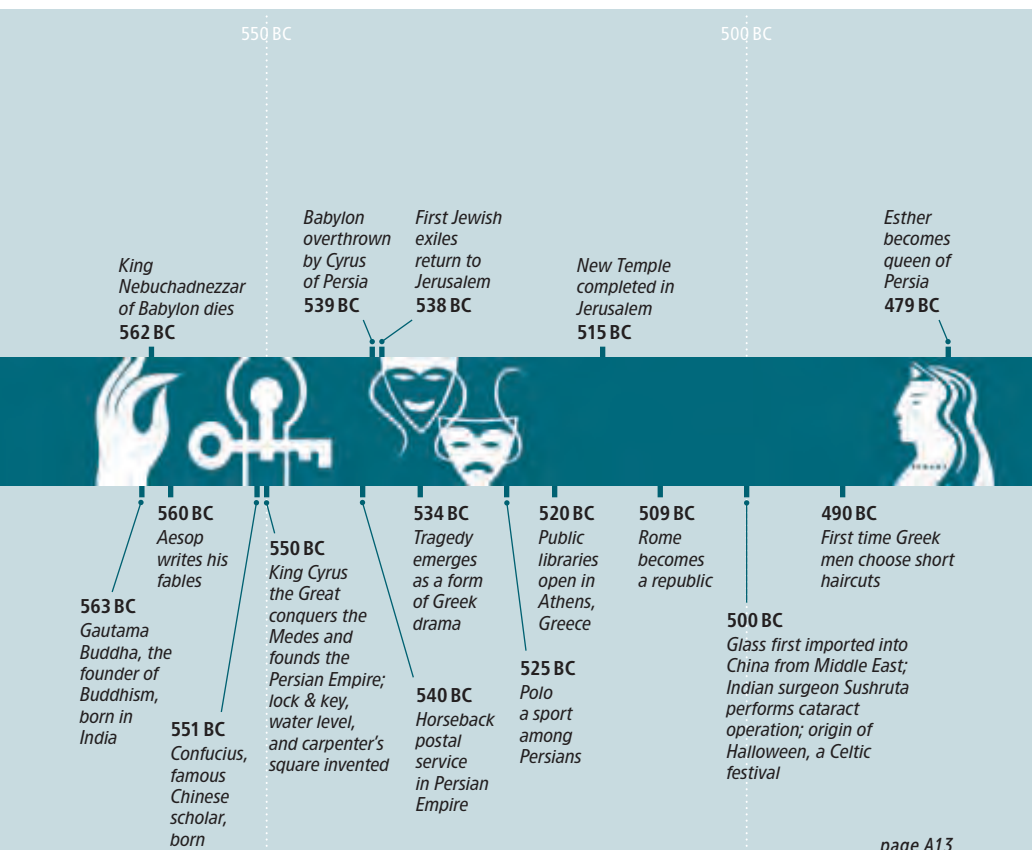 550 BC
500 BC
King
Nebuchadnezzar
of Babylon dies
562 BC
Babylon
overthrown
by Cyrus
of Persia
539 BC
First Jewish
exiles
return to
Jerusalem
538 BC
New Temple
completed in
Jerusalem
515 BC
Esther
becomes
queen of
Persia
479 BC
563 BC
Gautama
Buddha, the
founder of
Buddhism,
born in
India
560 BC
Aesop
writes his
fables
551 BC
Confucius,
famous
Chinese
scholar,
born
550 BC
King Cyrus
the Great
conquers the
Medes and
founds the
Persian Empire;
lock & key,
water level,
and carpenter's
square invented
540 BC
Horseback
postal
service
in Persian
Empire
534 BC
Tragedy
emerges
as a form
of Greek
drama
525 BC
Polo
a sport
among
Persians
520 BC
Public
libraries
open in
Athens,
Greece
509 BC
Rome
becomes
a republic
500 BC
Glass first imported into
China from Middle East;
Indian surgeon Sushruta
performs cataract
operation; origin of
Halloween, a Celtic
festival
490 BC
First time Greek
men choose short
haircuts
page A13